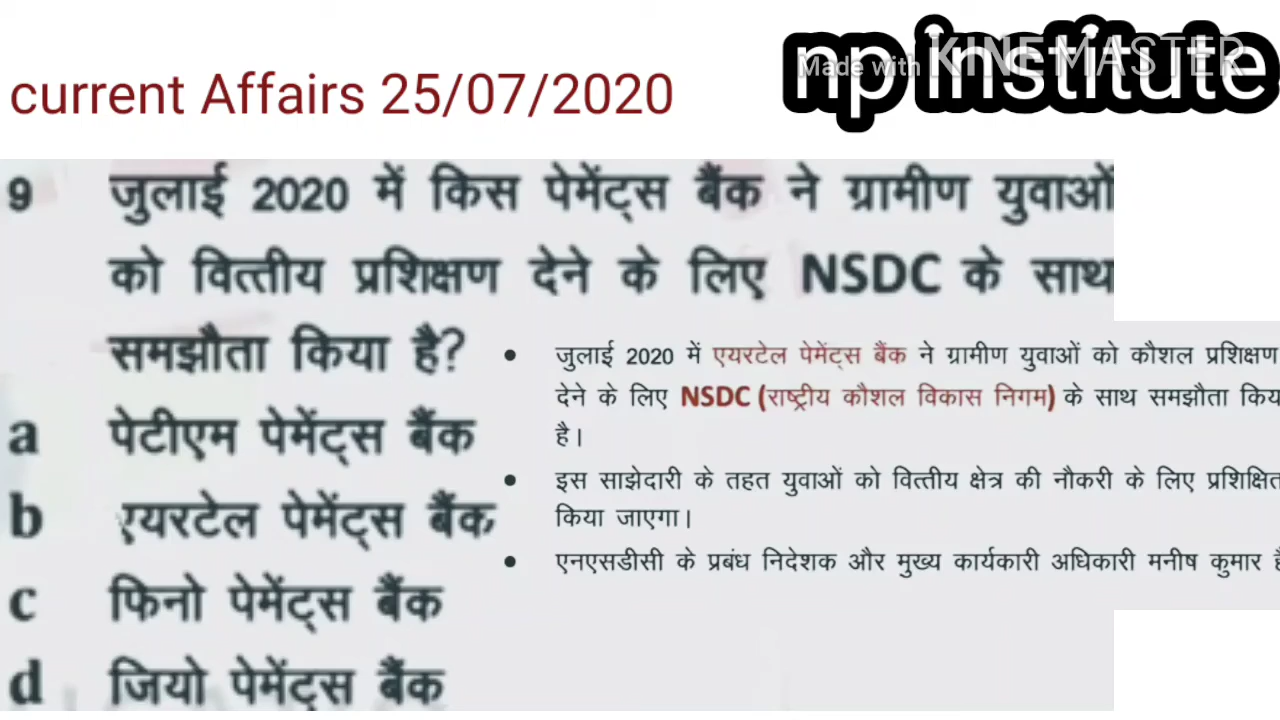 np institute
Made with KINEMASTER
current Affairs 25/07/2020
9 जुलाई 2020 में किस पेमेंट्स बैंक ने ग्रामीण युवाओं
को वित्तीय प्रशिक्षण देने के लिए NSDC के साथ
समझौता किया है?
a पेटीएम पेमेंट्स बैंक
b एयरटेल पेमेंट्स बैंक
c फिनो पेमेंट्स बैंक
d जियो पेमेंट्स बैंक
• जुलाई 2020 में एयरटेल पेमेंट्स बैंक ने ग्रामीण युवाओं को कौशल प्रशिक्षण
देने के लिए NSDC (राष्ट्रीय कौशल विकास निगम) के साथ समझौता किय
है।
• इस साझेदारी के तहत युवाओं को वित्तीय क्षेत्र की नौकरी के लिए प्रशिक्षित
किया जाएगा।
• एनएसडीसी के प्रबंध निदेशक और मुख्य कार्यकारी अधिकारी मनीष कुमार है